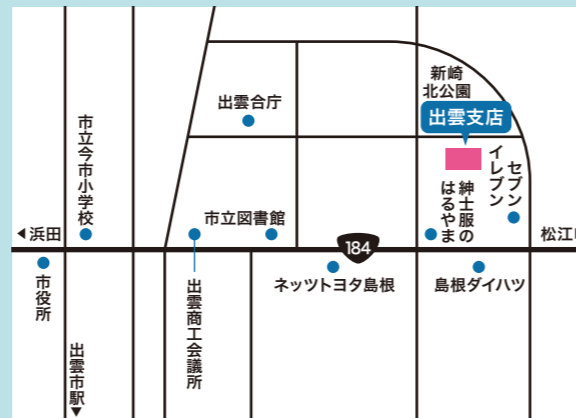 新崎
北公園
出雲合庁
出雲支店
市立今市小学校
セブン
イレブン
紳士服の
はるやま
市立図書館
◀浜田
184
松江
市役所
出雲商工会議所
ネッツトヨタ島根
島根ダイハツ
出雲市駅▼